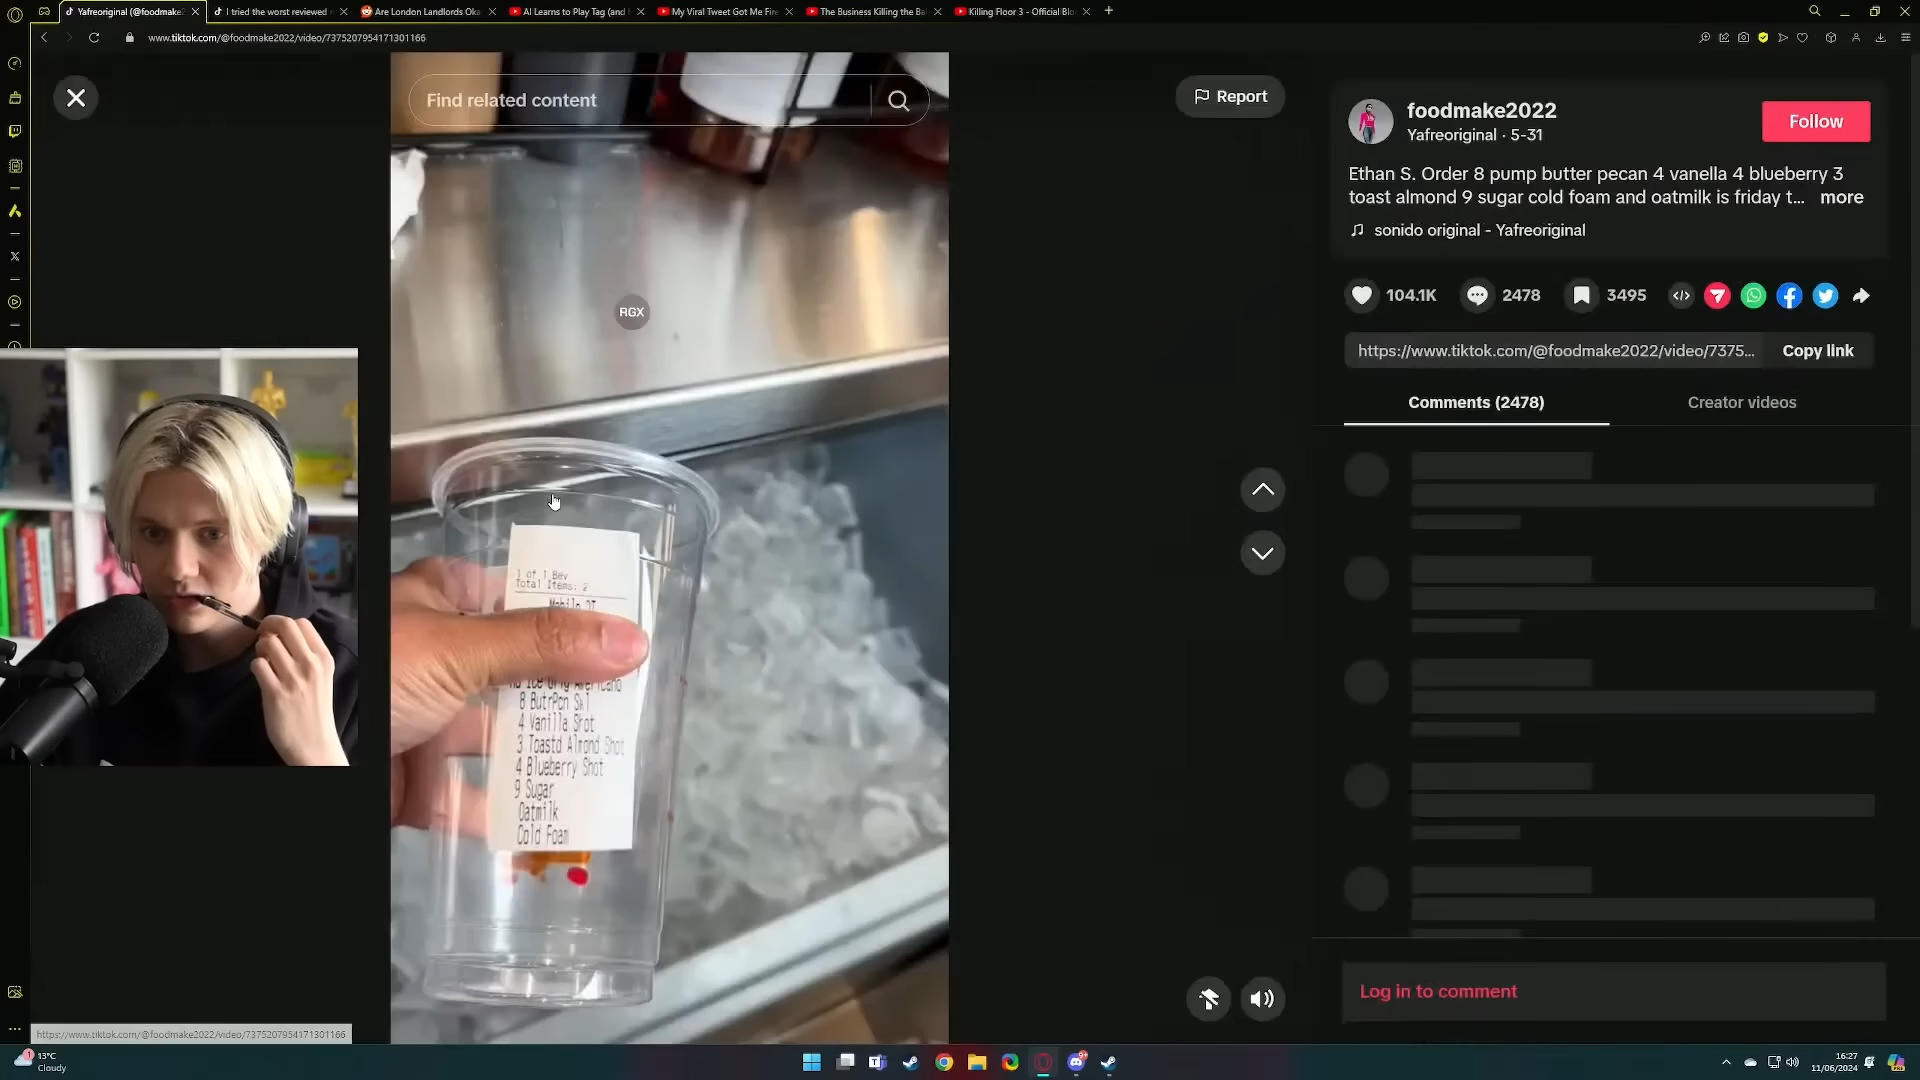 Yafreoriginal (@foodmake2
I tried the worst reviewed r
Are London Landlords Oka
AI Learns to Play Tag (and
My Viral Tweet Got Me Fire
The Business Killing the Ba
Killing Floor 3 - Official Blo
www.tiktok.com/@foodmake2022/video/7375207954171301166
Find related content
Report
RGX
1 of 1 Bev
Total Items: 2
8 ButrPcn Swl
4 Vanilla Shot
3 Toastd Almond Shot
4 Blueberry Shot
9 Sugar
Oatmilk
Cold Foam
foodmake2022
Yafreoriginal · 5-31
Follow
Ethan S. Order 8 pump butter pecan 4 vanella 4 blueberry 3
toast almond 9 sugar cold foam and oatmilk is friday t... more
sonido original - Yafreoriginal
104.1K
2478
3495
https://www.tiktok.com/@foodmake2022/video/7375...
Copy link
Comments (2478)
Creator videos
Log in to comment
https://www.tiktok.com/@foodmake2022/video/7375207954171301166
13°C
Cloudy
16:27
11/06/2024